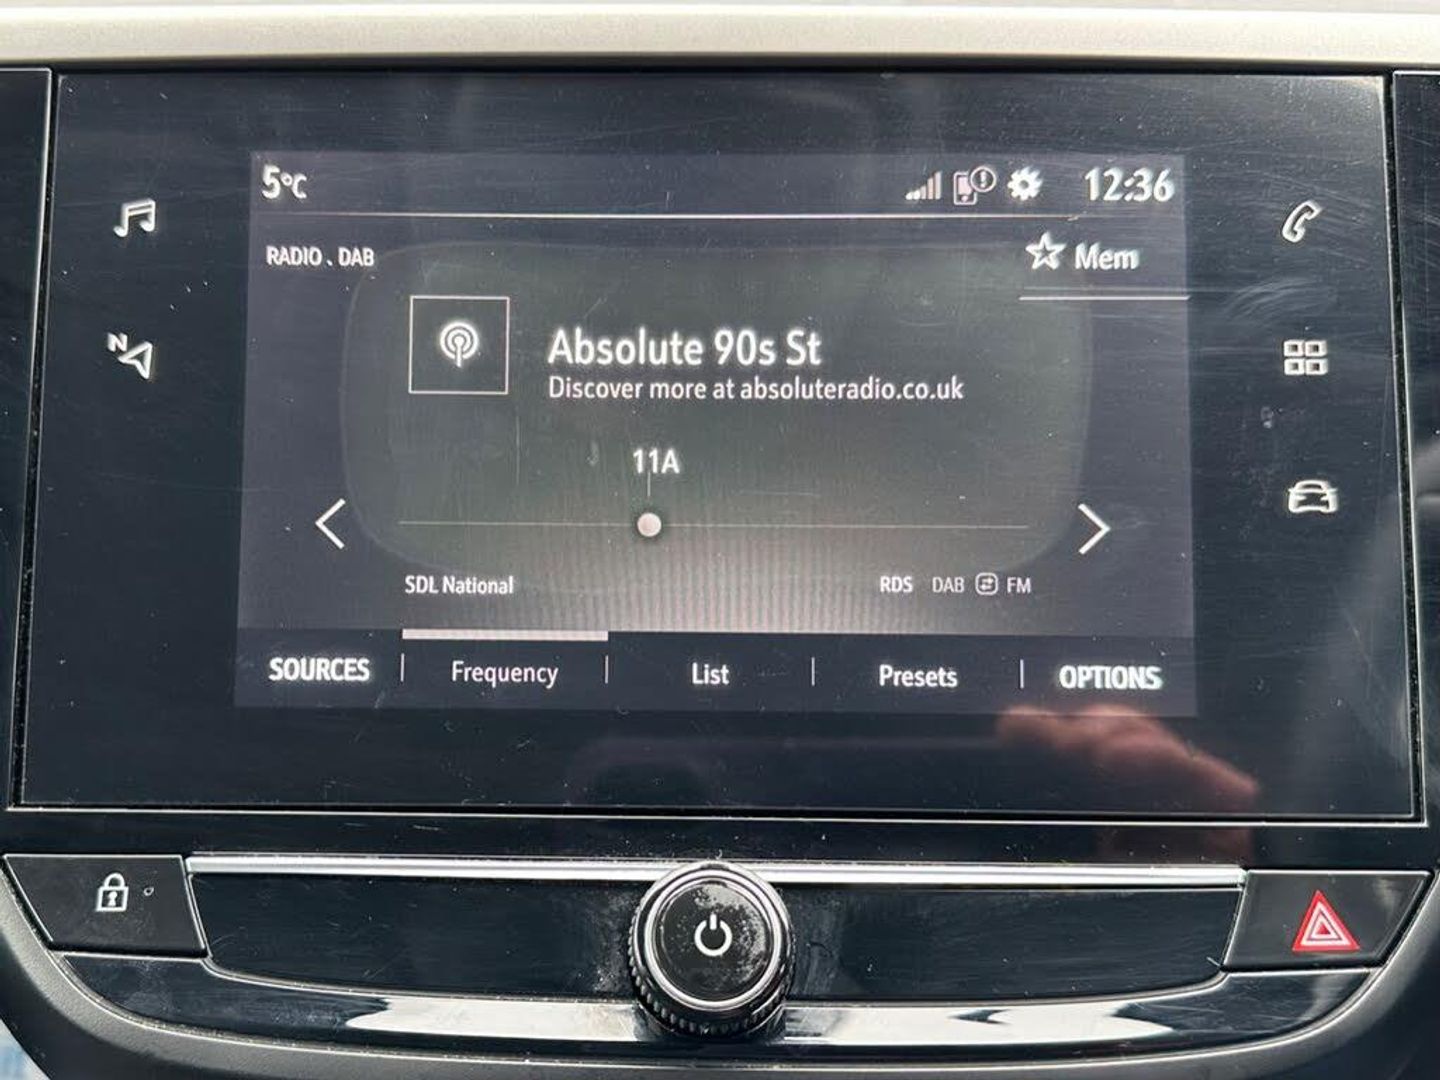 5°C
12:36
RADIO . DAB
Mem
Absolute 90s St
Discover more at absoluteradio.co.uk
N
11A
SDL National
RDS DAB FM
SOURCES Frequency List Presets OPTIONS